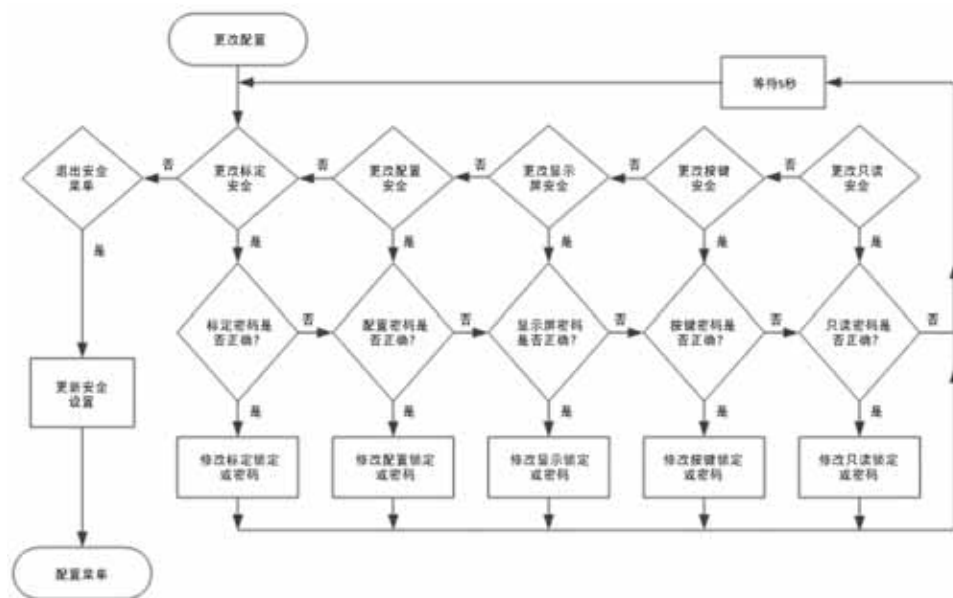 更改配置
等待5秒
退出安全
菜单
否
更改标定
安全
否
更改配置
安全
否
更改显示
屏安全
否
更改按键
安全
否
更改只读
安全
是
是
是
是
是
是
标定密码是
否正确?
否
配置密码是
否正确?
否
显示屏密码
是否正确?
否
按键密码是
否正确?
否
只读密码是
否正确?
否
更新安全
设置
是
是
是
是
是
修改标定锁定
或密码
修改配置锁定
或密码
修改显示锁定
或密码
修改按键锁定
或密码
修改只读锁定
或密码
配置菜单